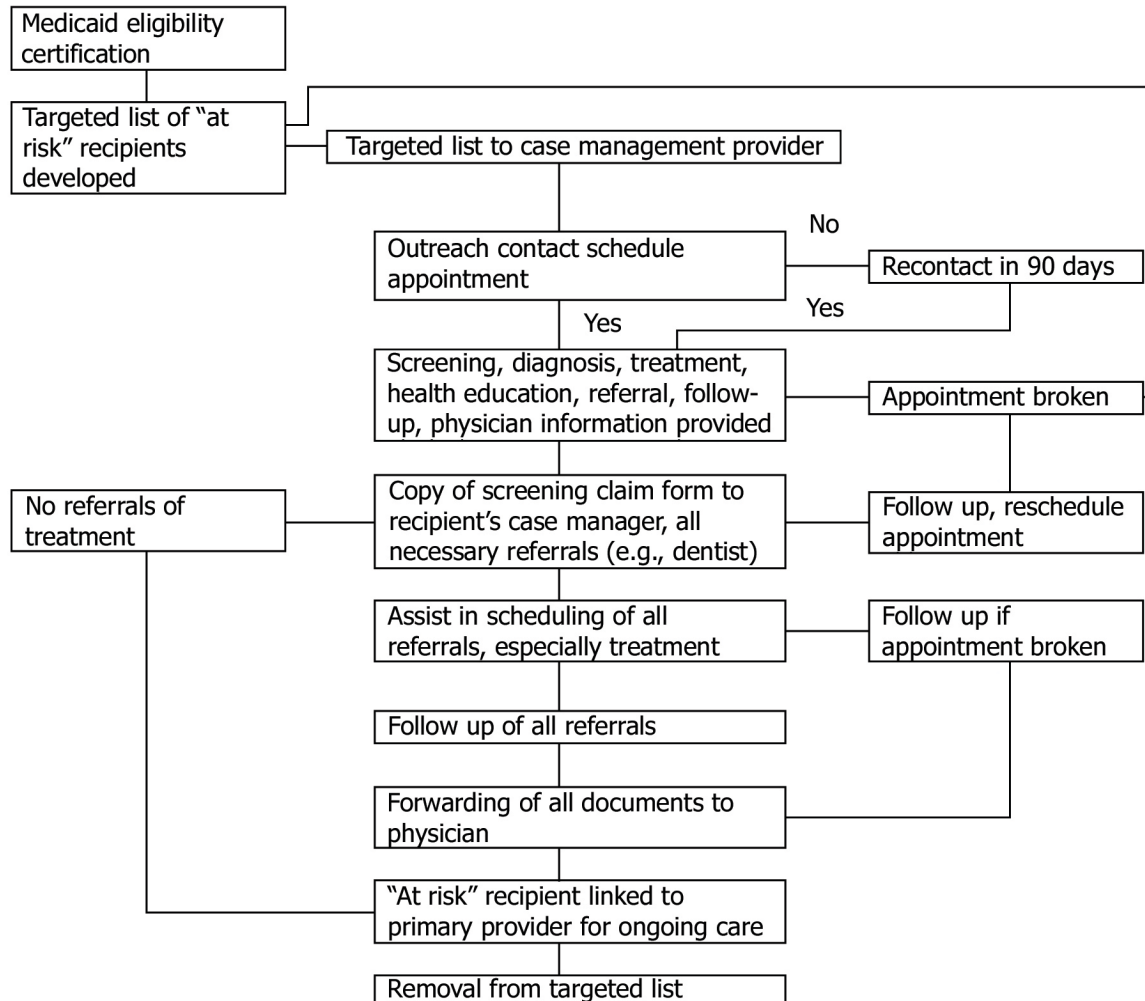 Medicaid eligibility
certification
Targeted list of “at
risk” recipients
developed
Targeted list to case management provider
No
Outreach contact schedule
appointment
Recontact in 90 days
Yes
Yes
Screening, diagnosis, treatment,
health education, referral, follow-
up, physician information provided
Appointment broken
No referrals of
treatment
Copy of screening claim form to
recipient’s case manager, all
necessary referrals (e.g., dentist)
Follow up, reschedule
appointment
Assist in scheduling of all
referrals, especially treatment
Follow up if
appointment broken
Follow up of all referrals
Forwarding of all documents to
physician
“At risk” recipient linked to
primary provider for ongoing care
Removal from targeted list